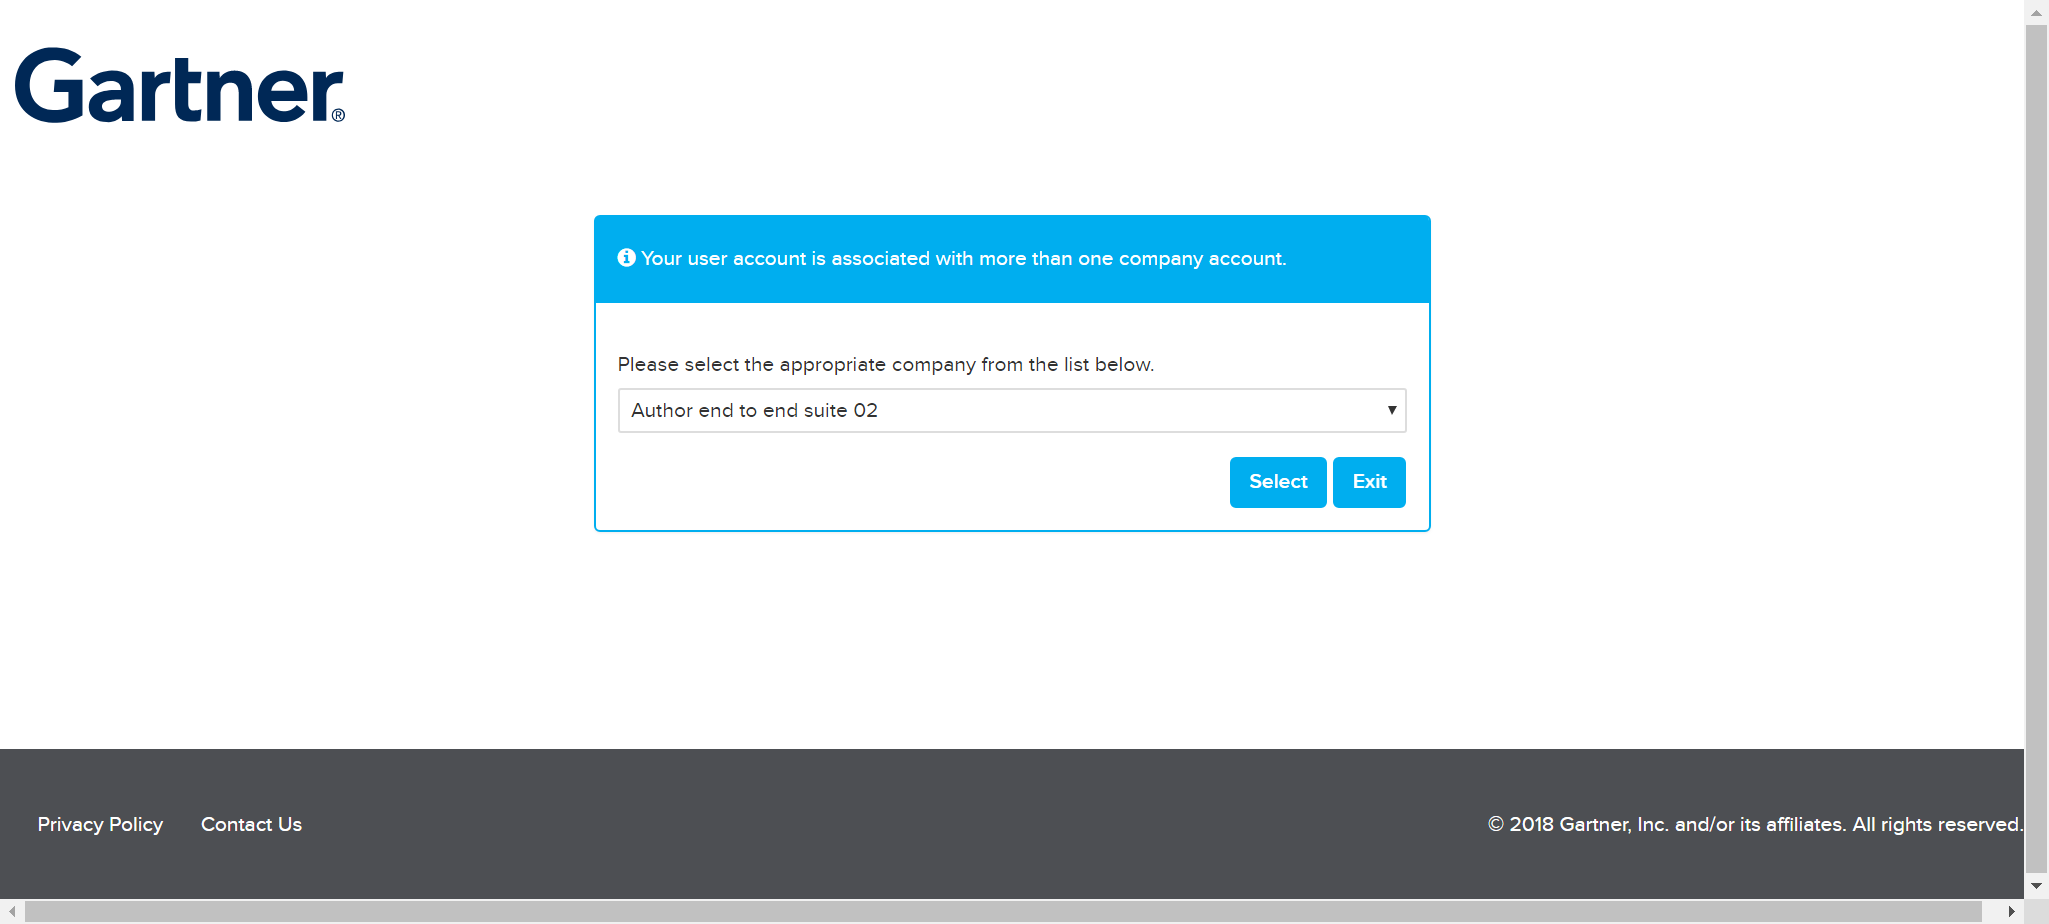 Gartner®
Your user account is associated with more than one company account.
Please select the appropriate company from the list below.
Author end to end suite 02
Select Exit
Privacy Policy Contact Us © 2018 Gartner, Inc. and/or its affiliates. All rights reserved.